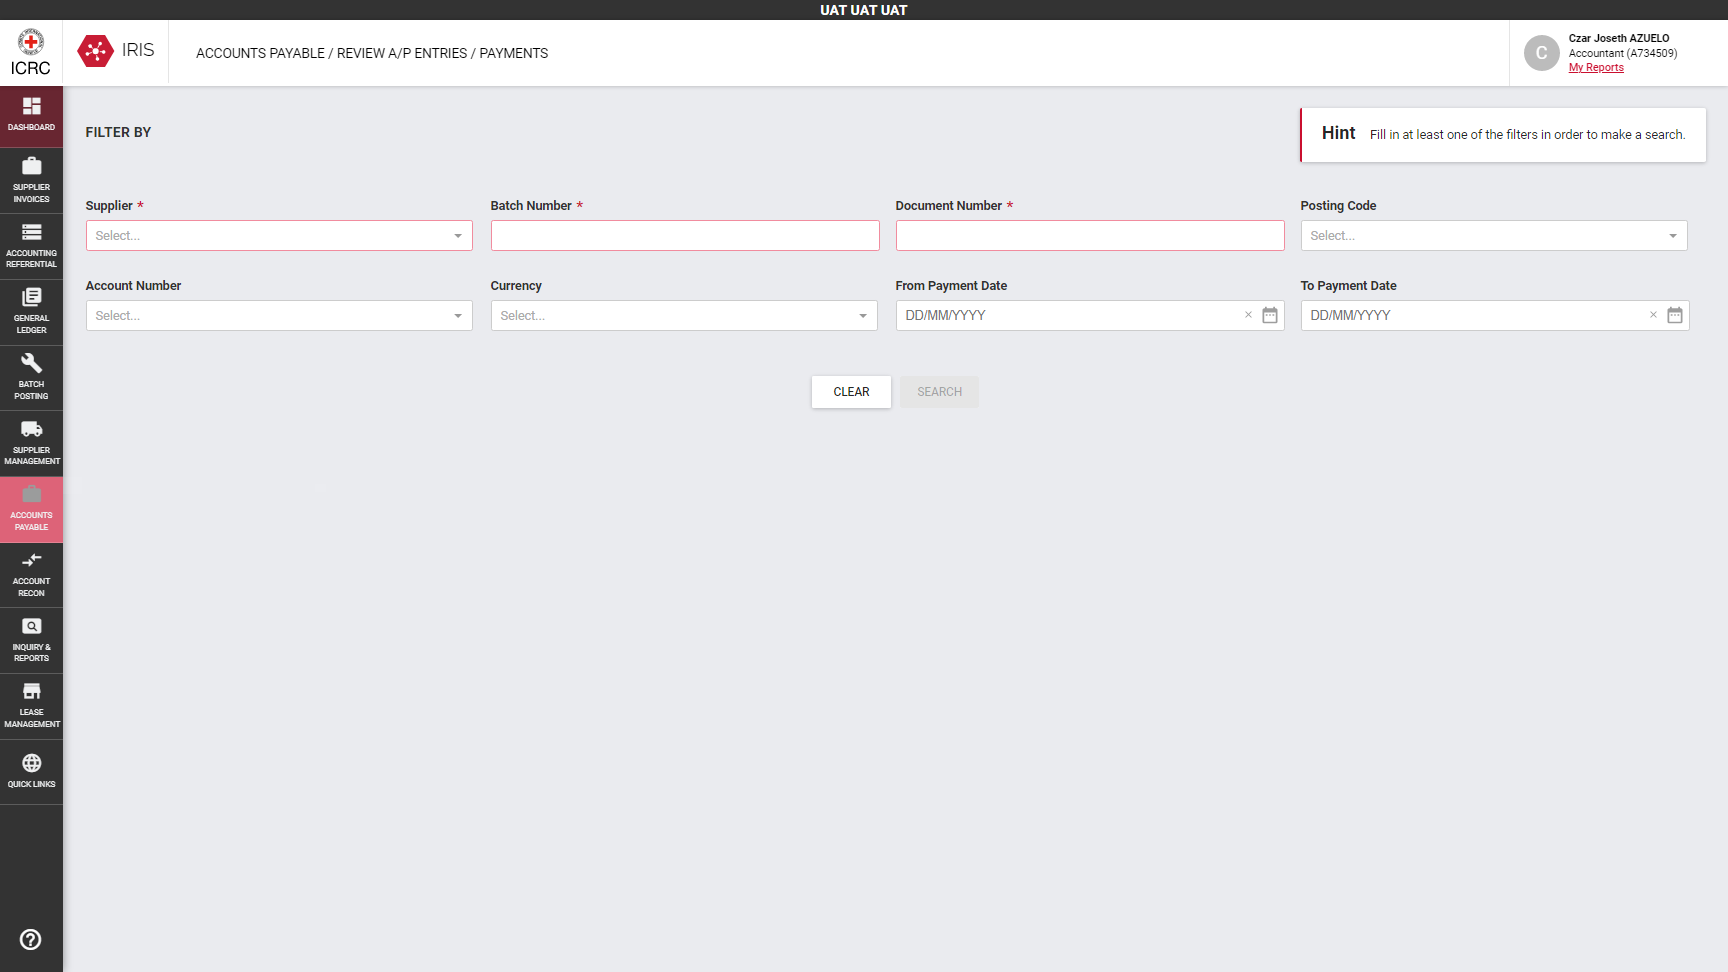 UAT UAT UAT
ICRC
IRIS
ACCOUNTS PAYABLE / REVIEW A/P ENTRIES / PAYMENTS
C
Czar Joseth AZUELO
Accountant (A734509)
My Reports
DASHBOARD
SUPPLIER
INVOICES
ACCOUNTING
REFERENTIAL
GENERAL
LEDGER
BATCH
POSTING
SUPPLIER
MANAGEMENT
ACCOUNTS
PAYABLE
ACCOUNT
RECON
INQUIRY &
REPORTS
LEASE
MANAGEMENT
QUICK LINKS
FILTER BY
Hint Fill in at least one of the filters in order to make a search.
Supplier * Batch Number * Document Number * Posting Code
Select... Select...
Account Number Currency From Payment Date To Payment Date
Select... Select... DD/MM/YYYY × DD/MM/YYYY ×
CLEAR SEARCH